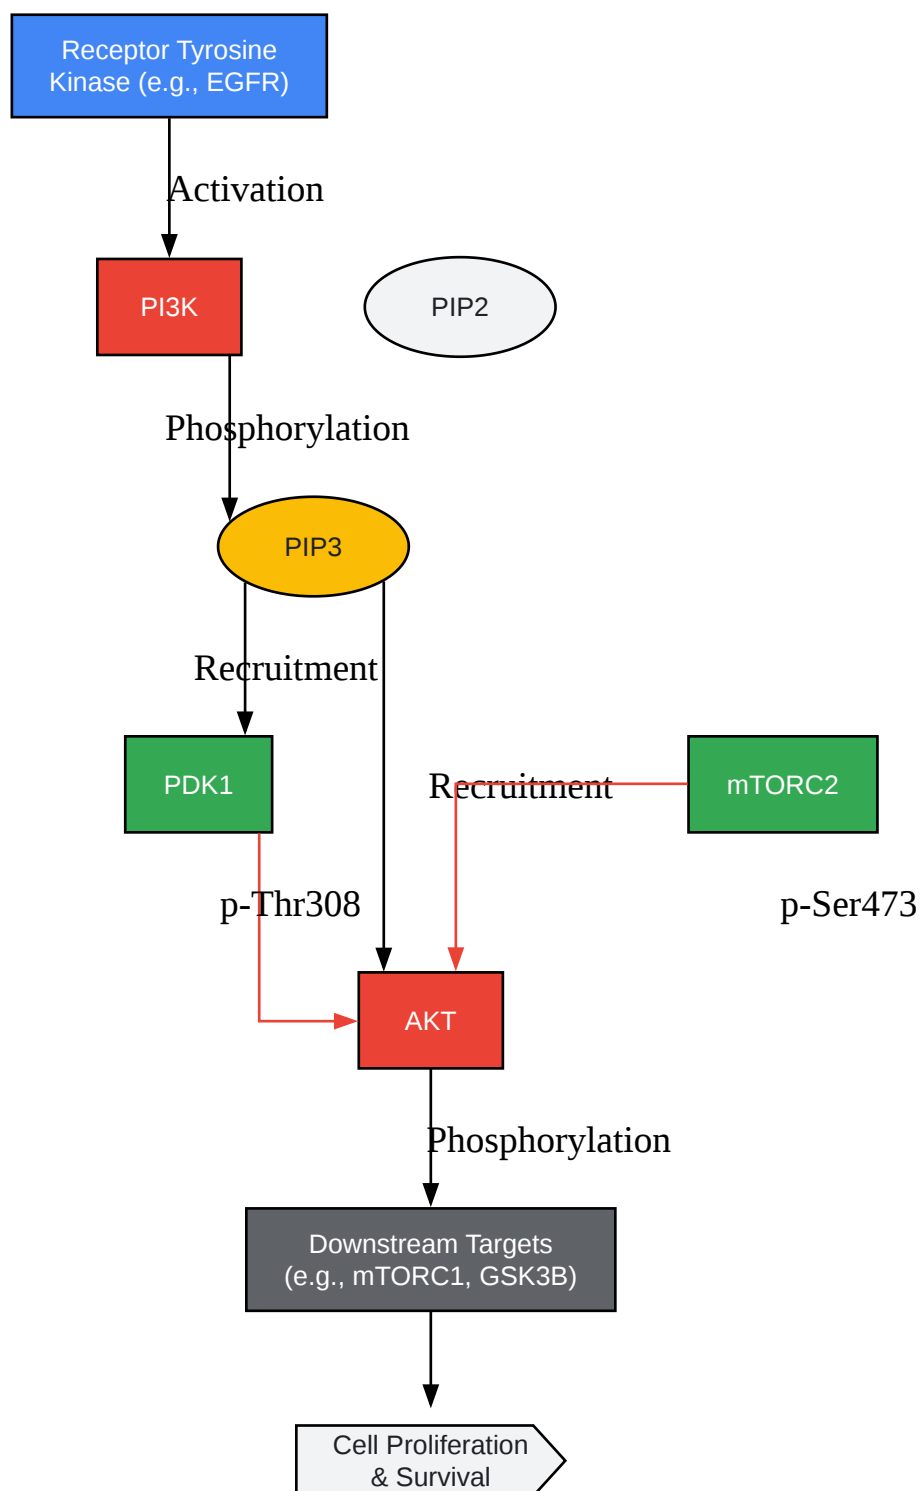 Receptor Tyrosine
Kinase (e.g., EGFR)
Activation
PI3K
PIP2
Phosphorylation
PIP3
Recruitment
PDK1
Recruitment
mTORC2
p-Thr308
p-Ser473
AKT
Phosphorylation
Downstream Targets
(e.g., mTORC1, GSK3B)
Cell Proliferation
& Survival